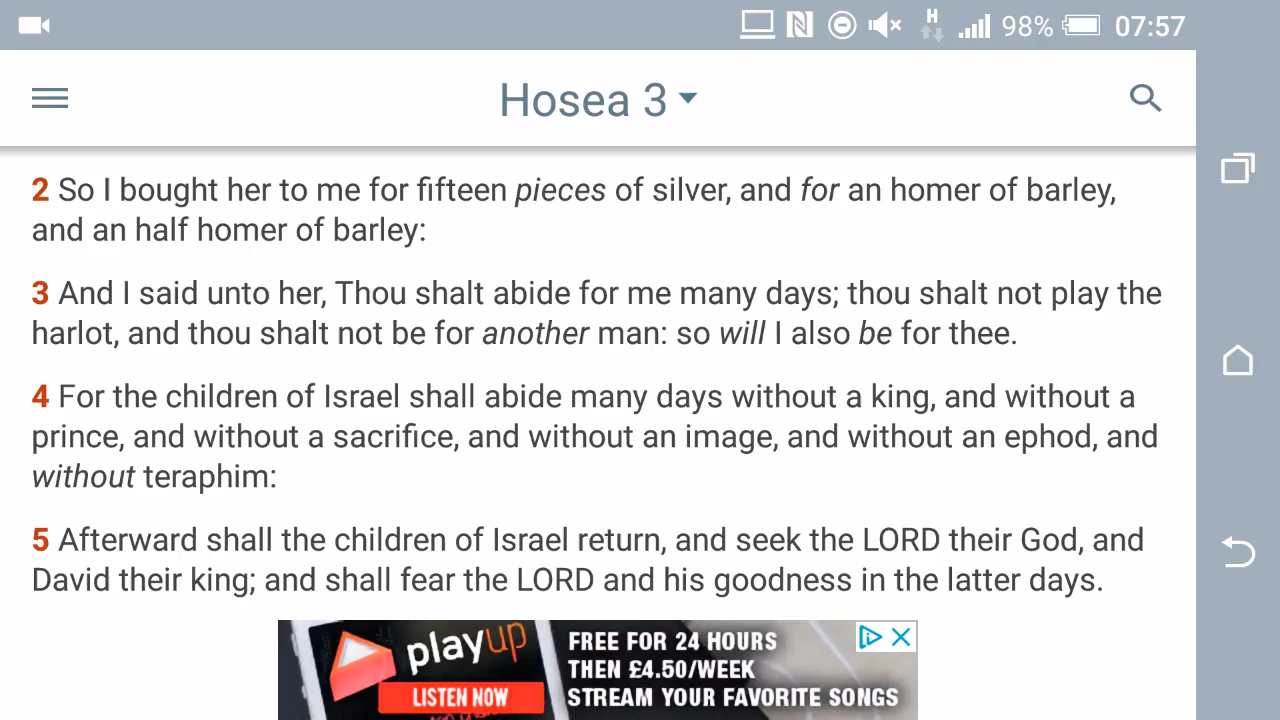 H
98%
07:57
Hosea 3
2 So I bought her to me for fifteen pieces of silver, and for an homer of barley,
and an half homer of barley:
3 And I said unto her, Thou shalt abide for me many days; thou shalt not play the
harlot, and thou shalt not be for another man: so will I also be for thee.
4 For the children of Israel shall abide many days without a king, and without a
prince, and without a sacrifice, and without an image, and without an ephod, and
without teraphim:
5 Afterward shall the children of Israel return, and seek the LORD their God, and
David their king; and shall fear the LORD and his goodness in the latter days.
playup
LISTEN NOW
FREE FOR 24 HOURS
THEN £4.50/WEEK
STREAM YOUR FAVORITE SONGS